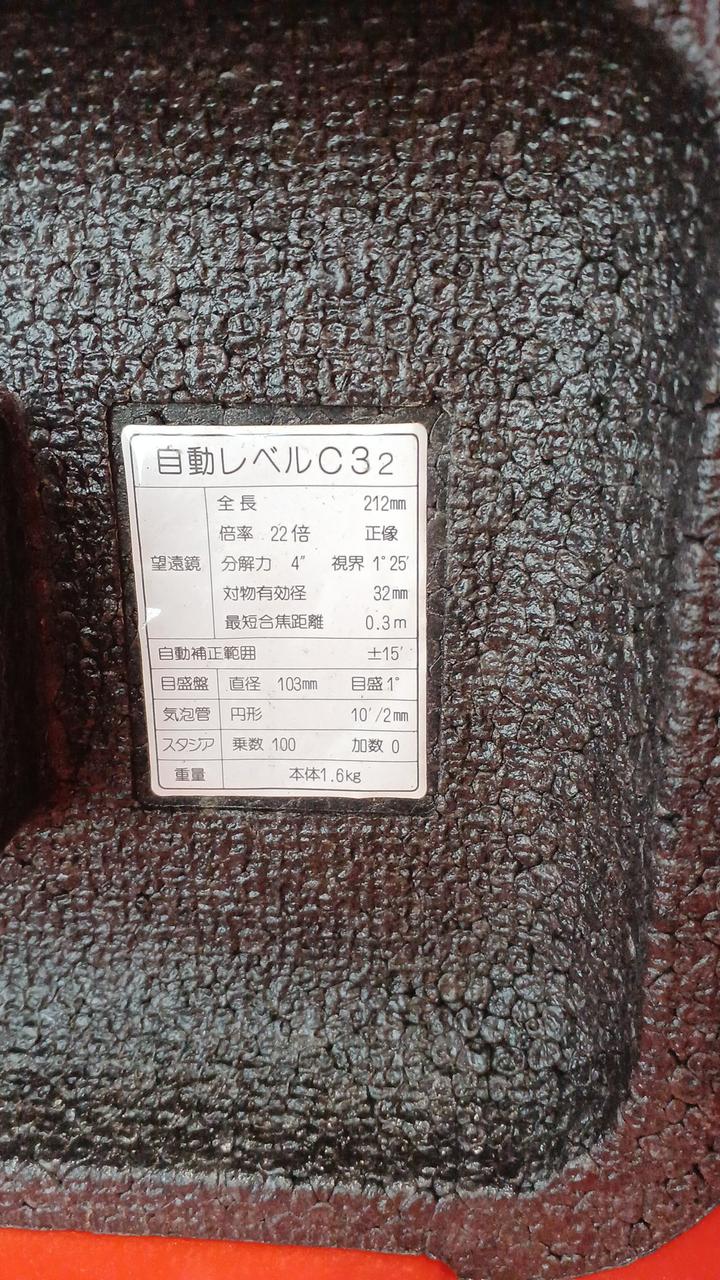 自動レベルC32
望遠鏡
全長 212mm
倍率 22倍 正像
分解力 4″ 視界 1°25′
対物有効径 32mm
最短合焦距離 0.3m
自動補正範囲 ±15′
目盛盤 直径 103mm 目盛1°
気泡管 円形 10′/2mm
スタジア 乗数 100 加数 0
重量 本体1.6kg